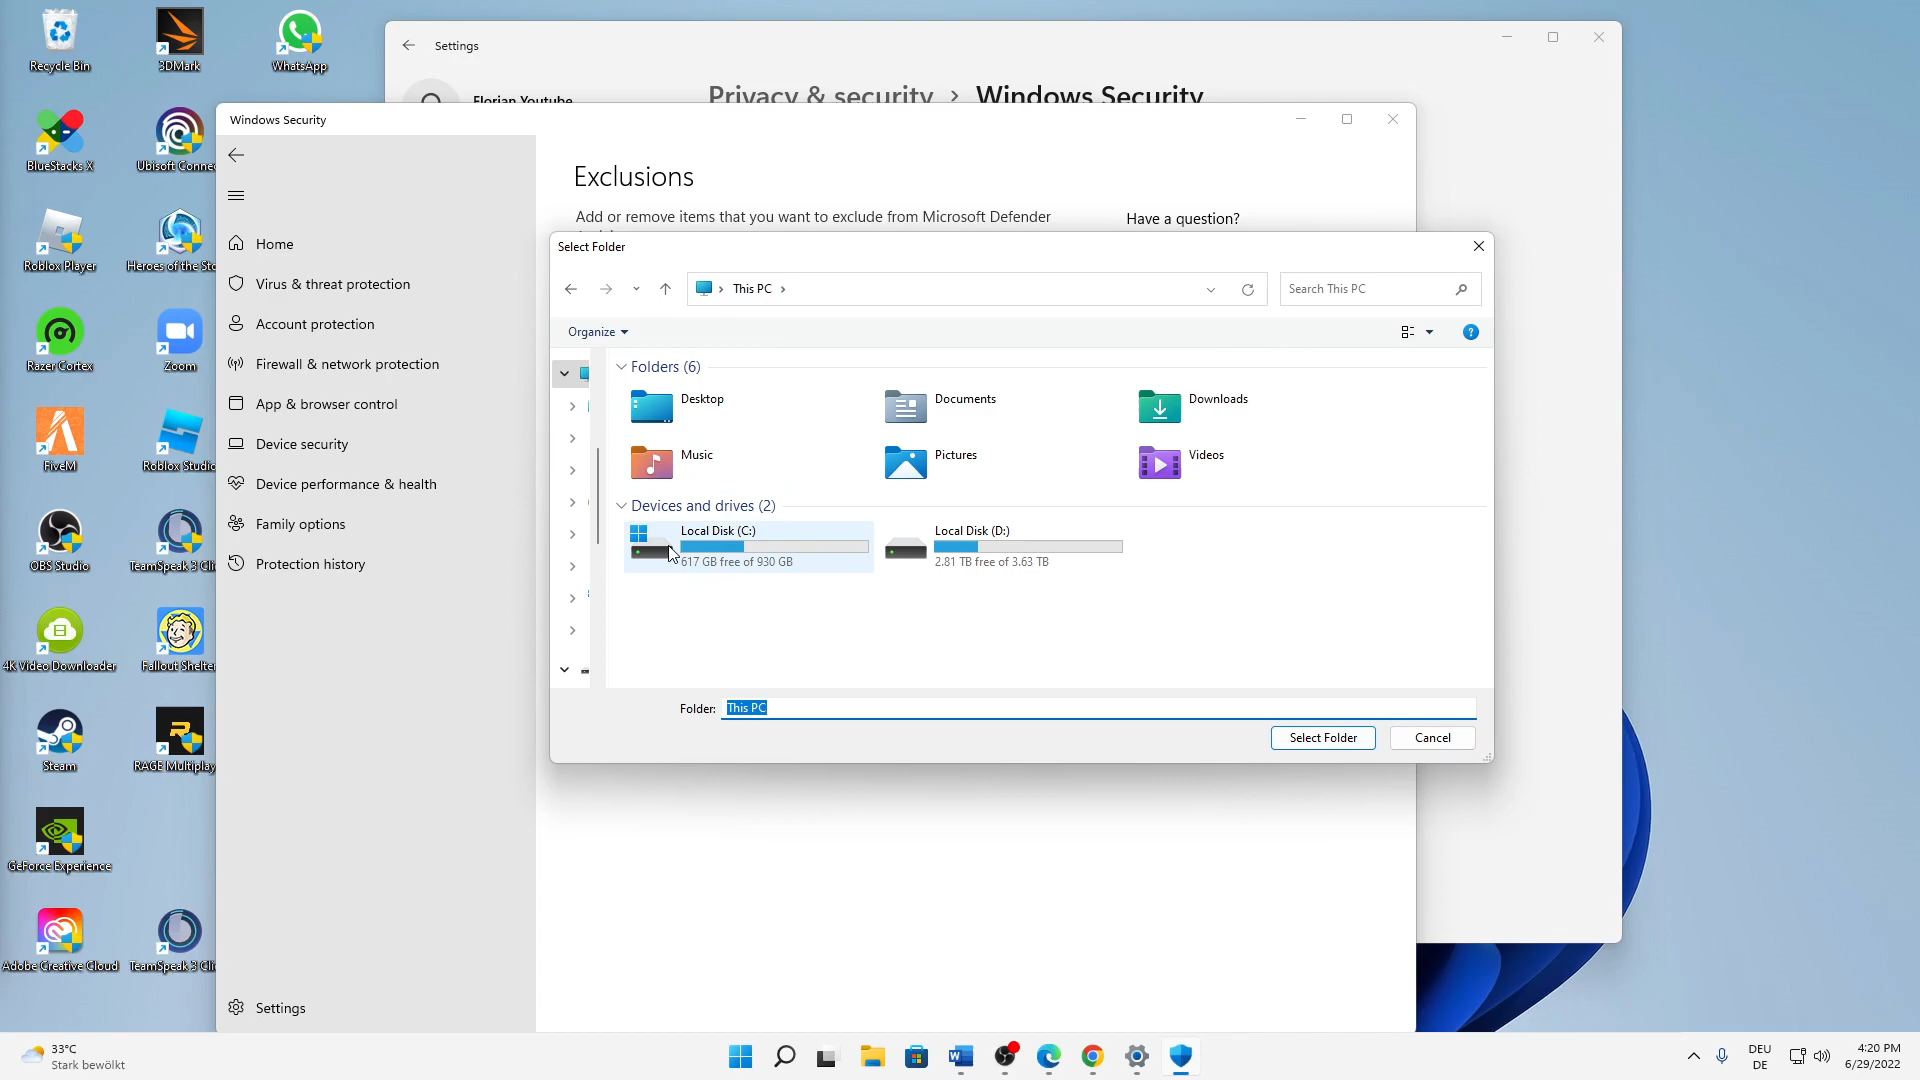 Recycle Bin
3DMark
WhatsApp
BlueStacks X
Ubisoft Connec
Roblox Player
Heroes of the Sto
Razer Cortex
Zoom
FiveM
Roblox Studio
OBS Studio
TeamSpeak 3 Cli
4K Video Downloader
Fallout Shelter
Steam
RAGE Multiplay
GeForce Experience
Adobe Creative Cloud
TeamSpeak 3 Cli
Settings
Florian Youtube
Privacy & security > Windows Security
Windows Security
Home
Virus & threat protection
Account protection
Firewall & network protection
App & browser control
Device security
Device performance & health
Family options
Protection history
Settings
Exclusions
Add or remove items that you want to exclude from Microsoft Defender
Have a question?
Select Folder
This PC
Search This PC
Organize
Folders (6)
Desktop
Documents
Downloads
Music
Pictures
Videos
Devices and drives (2)
Local Disk (C:)
617 GB free of 930 GB
Local Disk (D:)
2.81 TB free of 3.63 TB
Folder: This PC
Select Folder
Cancel
33°C
Stark bewölkt
DEU
DE
4:20 PM
6/29/2022